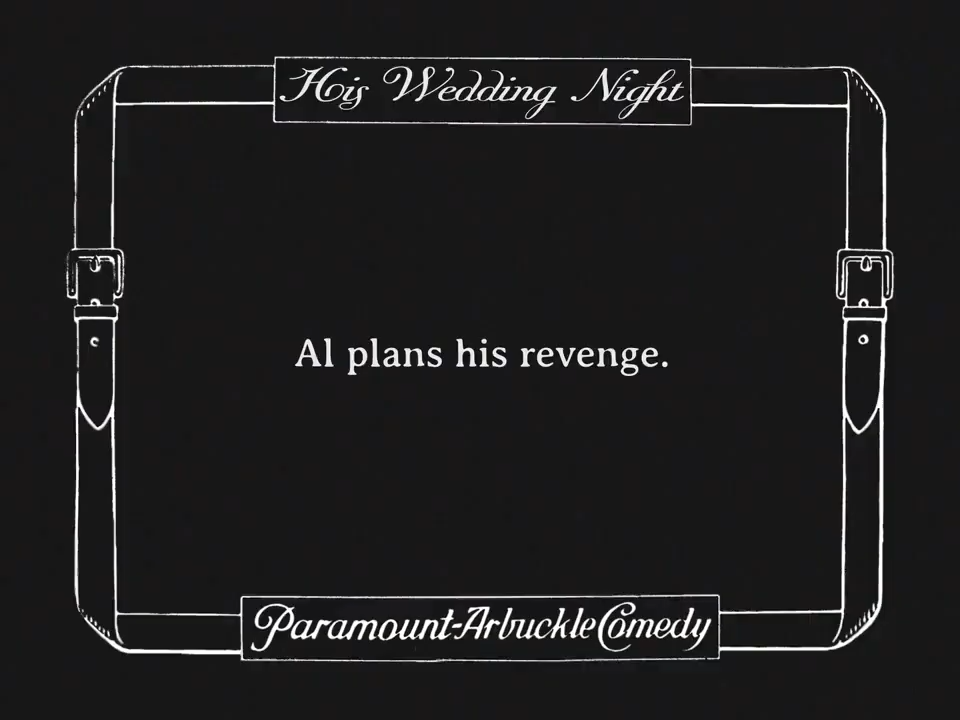 His Wedding Night
Al plans his revenge.
Paramount-Arbuckle Comedy